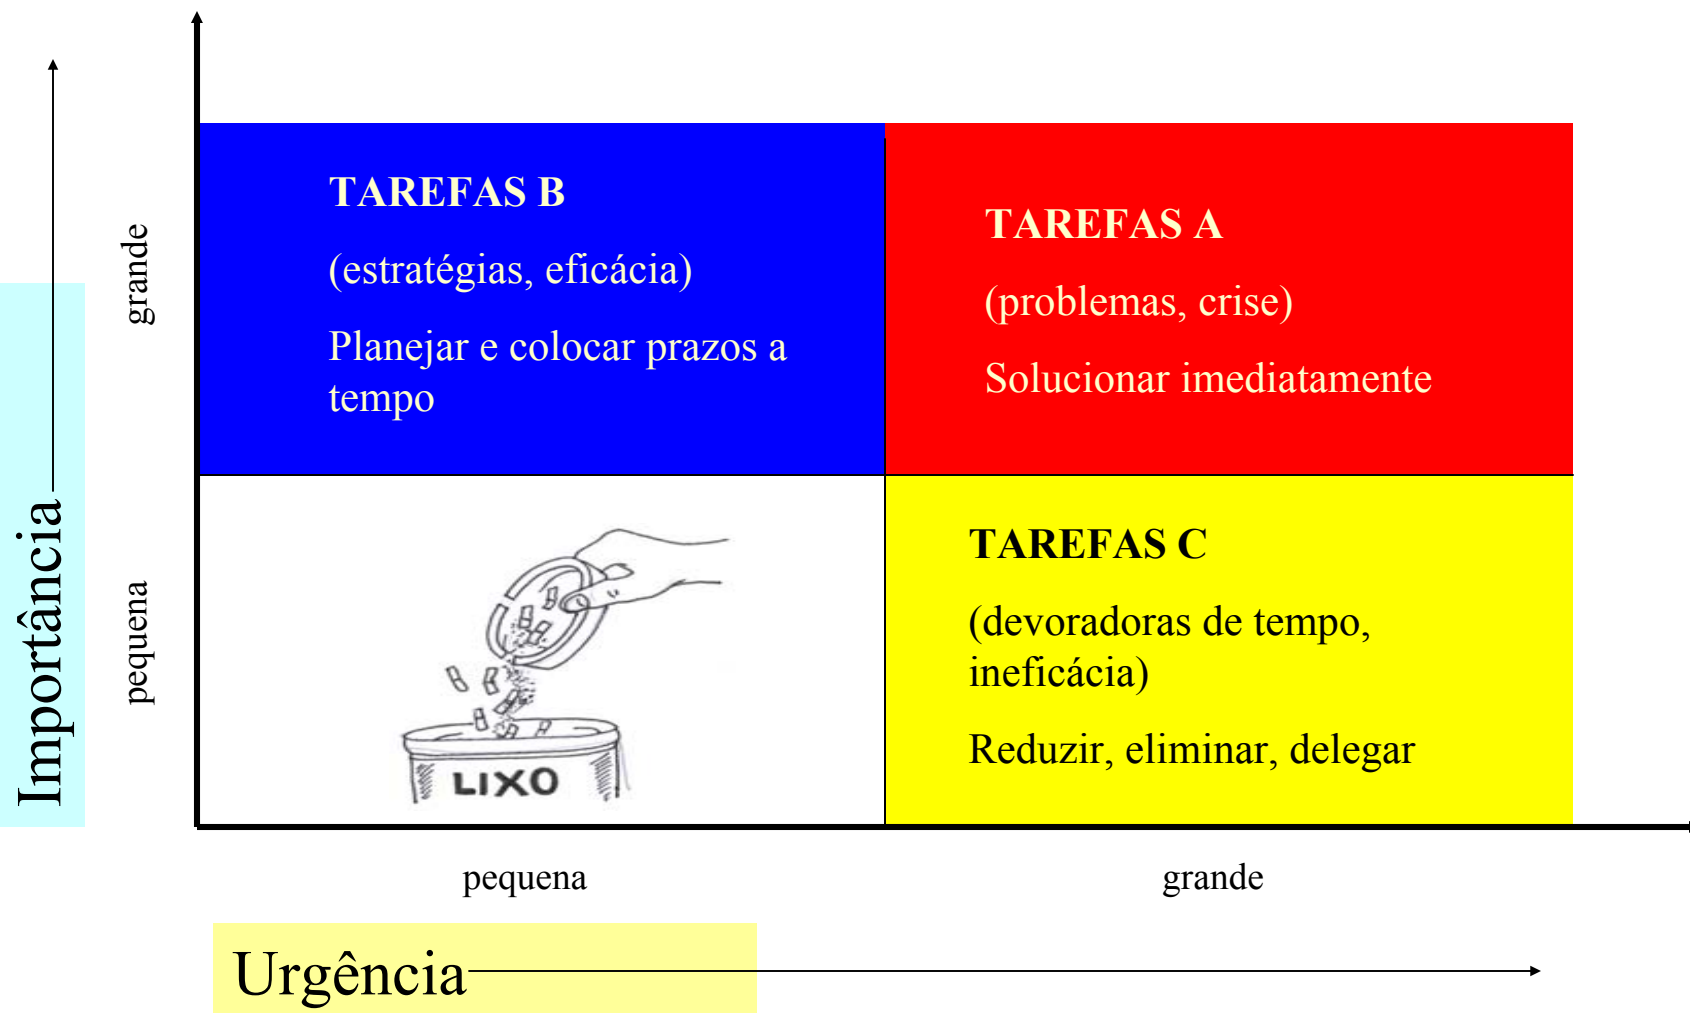 TAREFAS B
(estratégias, eficácia)
Planejar e colocar prazos a
tempo
TAREFAS A
(problemas, crise)
Solucionar imediatamente
grande
Importância
pequena
LIXO
TAREFAS C
(devoradoras de tempo,
ineficácia)
Reduzir, eliminar, delegar
pequena
grande
Urgência